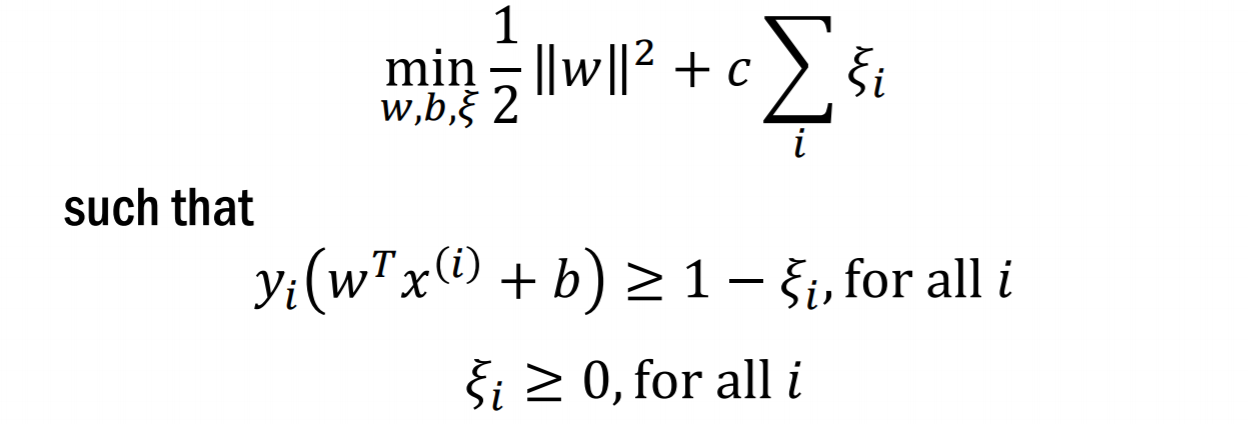 min_{w,b,ξ} 1/2 ‖w‖² + c ∑_i ξ_i
such that
y_i(w^T x^(i) + b) ≥ 1 − ξ_i, for all i
ξ_i ≥ 0, for all i